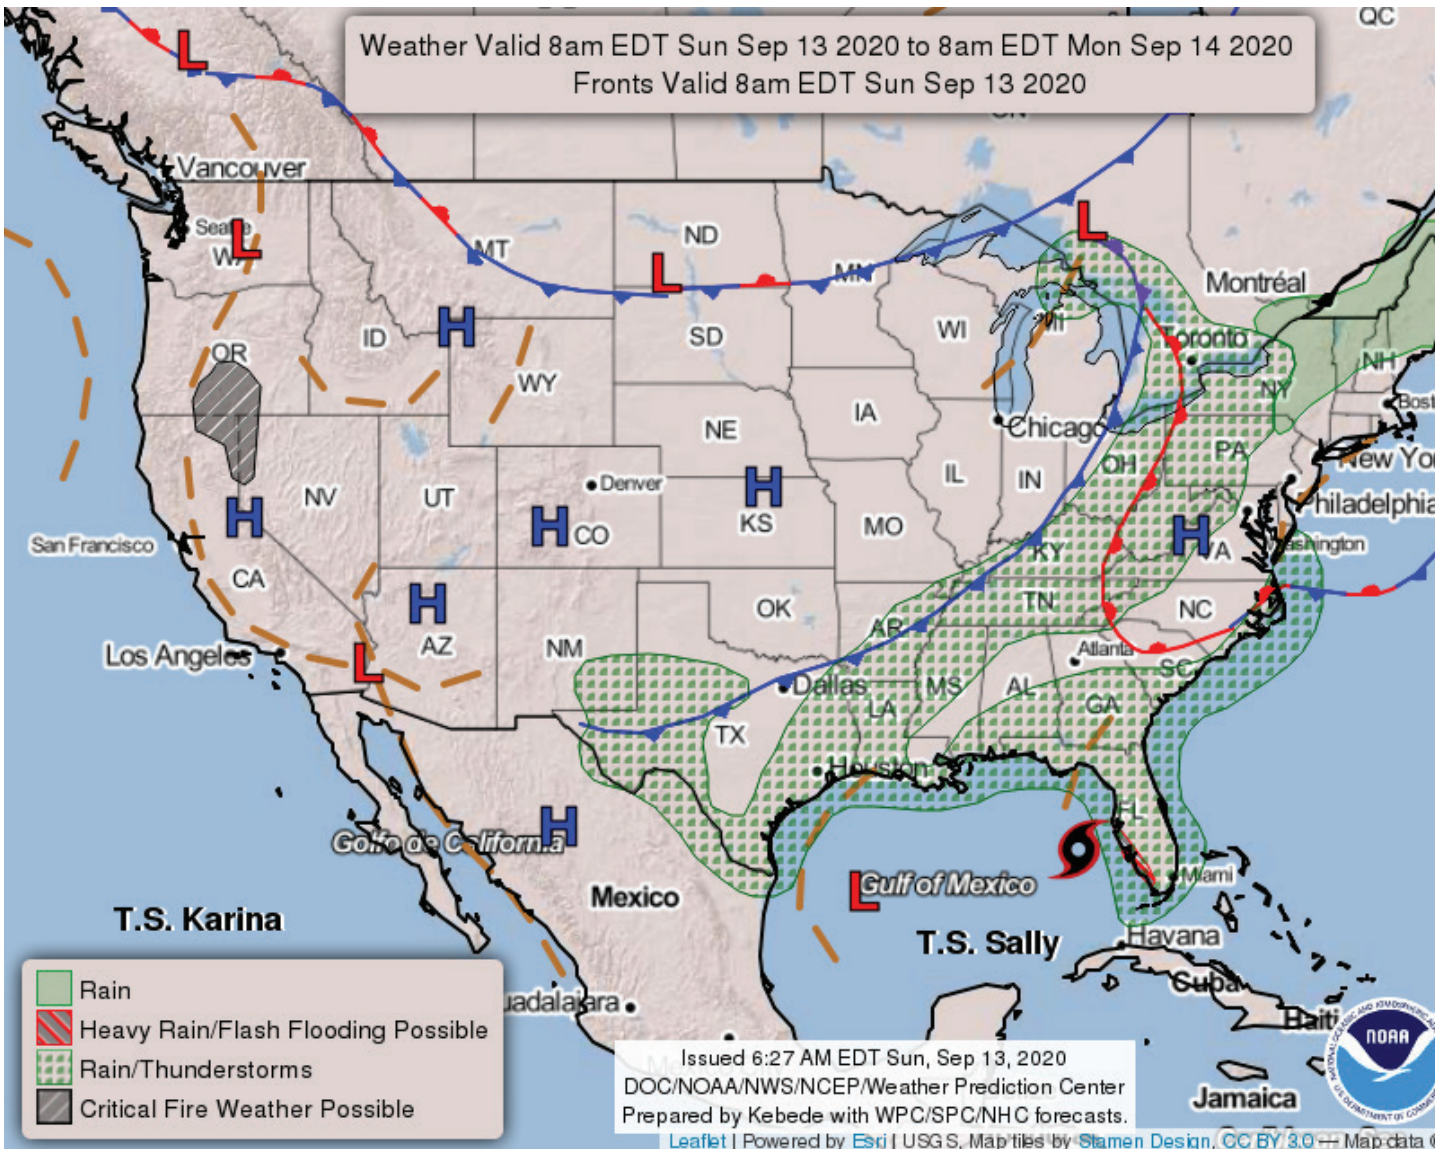 QC
Weather Valid 8am EDT Sun Sep 13 2020 to 8am EDT Mon Sep 14 2020
Fronts Valid 8am EDT Sun Sep 13 2020
L
Vancouver
L
Seattle
WA
MT
ND
L
MN
L
Montréal
H
ID
OR
SD
WI
MI
Toronto
NH
WY
NY
Bost
IA
NE
Chicago
PA
New Yor
OH
NV
UT
Denver
H
IL
IN
Philadelphia
H
H
CO
KS
MO
H
VA
Washington
San Francisco
CA
KY
H
AZ
NM
OK
TN
NC
AR
Los Angeles
L
Atlanta
SC
Dallas
MS
AL
GA
LA
TX
Houston
FL
H
Golfo de California
Mexico
L
Gulf of Mexico
Miami
T.S. Karina
T.S. Sally
Havana
Cuba
Haiti
uadalajara
Jamaica
NOAA
Rain
Heavy Rain/Flash Flooding Possible
Rain/Thunderstorms
Critical Fire Weather Possible
Issued 6:27 AM EDT Sun, Sep 13, 2020
DOC/NOAA/NWS/NCEP/Weather Prediction Center
Prepared by Kebede with WPC/SPC/NHC forecasts.
Leaflet | Powered by Esri | USGS, Map tiles by Stamen Design, CC BY 3.0 — Map data ©